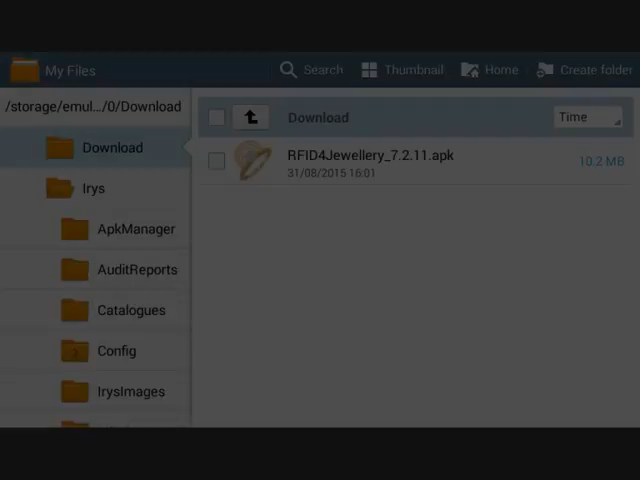 My Files
Search
Thumbnail
Home
Create folder
/storage/emul.../0/Download
Download
Time
Download
RFID4Jewellery_7.2.11.apk
31/08/2015 16:01
10.2 MB
Irys
ApkManager
AuditReports
Catalogues
Config
IrysImages